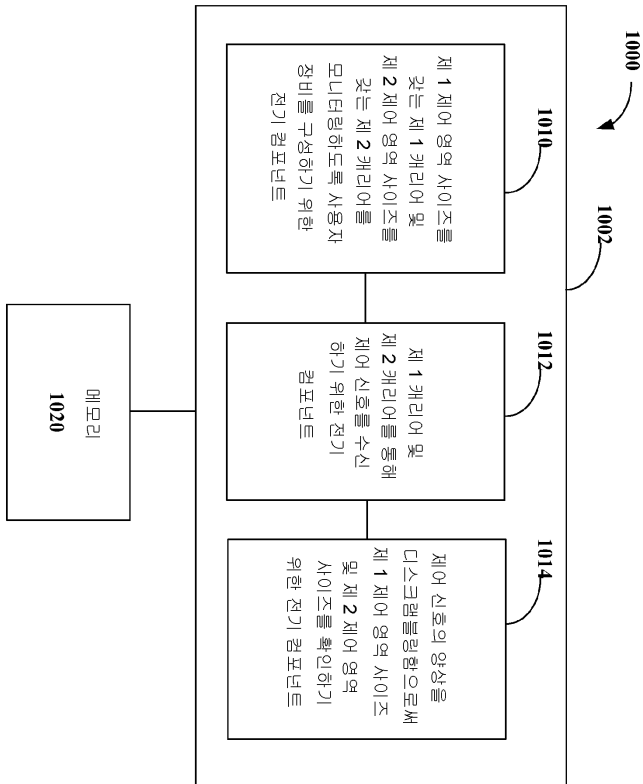 1000
1002
1010
제 1 제어 영역 사이즈를
갖는 제 1 캐리어 및
제 2 제어 영역 사이즈를
갖는 제 2 캐리어를
모니터링하도록 사용자
장비를 구성하기 위한
전기 컴포넌트
1012
제 1 캐리어 및
제 2 캐리어를 통해
제어 신호를 수신
하기 위한 전기
컴포넌트
1014
제어 신호의 양상을
디스크램블링함으로써
제 1 제어 영역 사이즈
및 제 2 제어 영역
사이즈를 확인하기
위한 전기 컴포넌트
메모리
1020